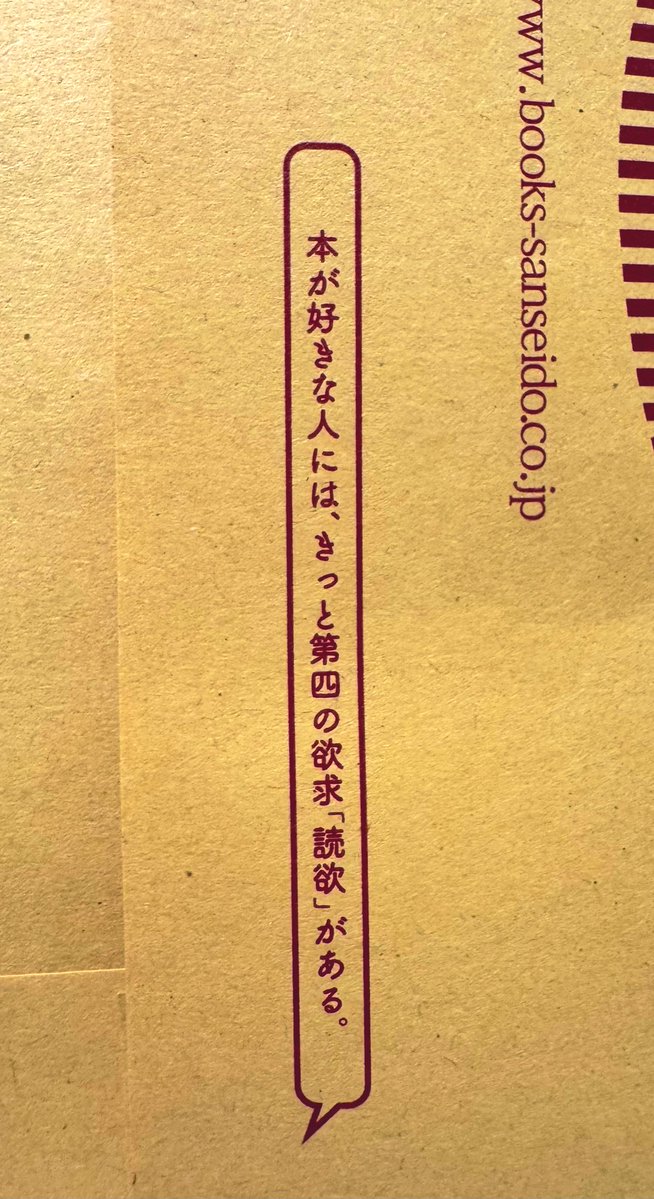 www.books-sanseido.co.jp
本が好きな人には、きっと第四の欲求「読欲」がある。